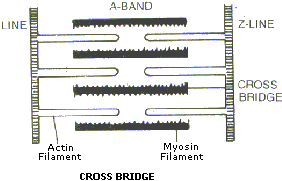 A-BAND
LINE
Z-LINE
CROSS
BRIDGE
Actin
Filament
Myosin
Filament
CROSS BRIDGE